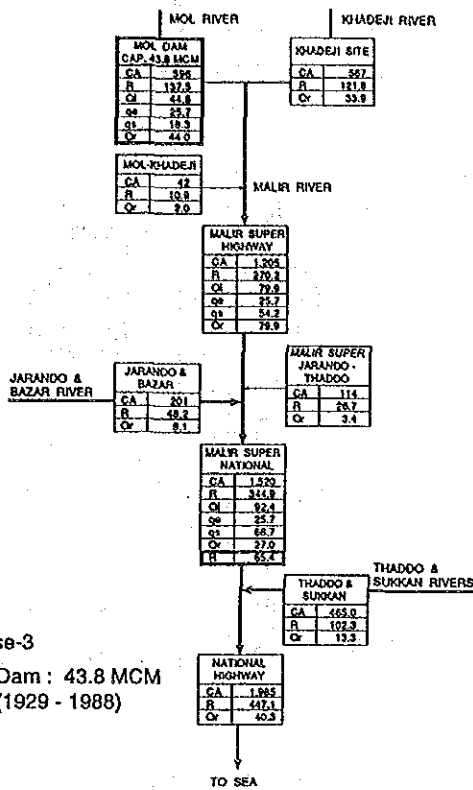 MOL RIVER
KHADEJI RIVER
MOL DAM
CAP. 43.8 MCM
CA 596
R 137.5
QI 44.8
qe 25.7
qs 18.3
Qr 44.0
KHADEJI SITE
CA 567
R 121.8
Qr 33.9
MOL-KHADEJI
CA 42
R 10.9
Qr 2.0
MALIR RIVER
MALIR SUPER
HIGHWAY
CA 1,205
R 270.2
QI 79.9
qe 25.7
qs 54.2
Qr 79.9
JARANDO &
BAZAR RIVER
JARANDO &
BAZAR
CA 201
R 48.2
Qr 9.1
MALIR SUPER
JARANDO -
THADDO
CA 114
R 26.7
Qr 3.4
MALIR SUPER
NATIONAL
CA 1,520
R 344.9
QI 92.4
qe 25.7
qs 66.7
Qr 27.0
R 65.4
THADDO &
SUKKAN RIVERS
THADDO &
SUKKAN
CA 465.0
R 102.3
Qr 13.3
se-3
Dam : 43.8 MCM
(1929 - 1988)
NATIONAL
HIGHWAY
CA 1,985
R 447.1
Qr 40.3
TO SEA